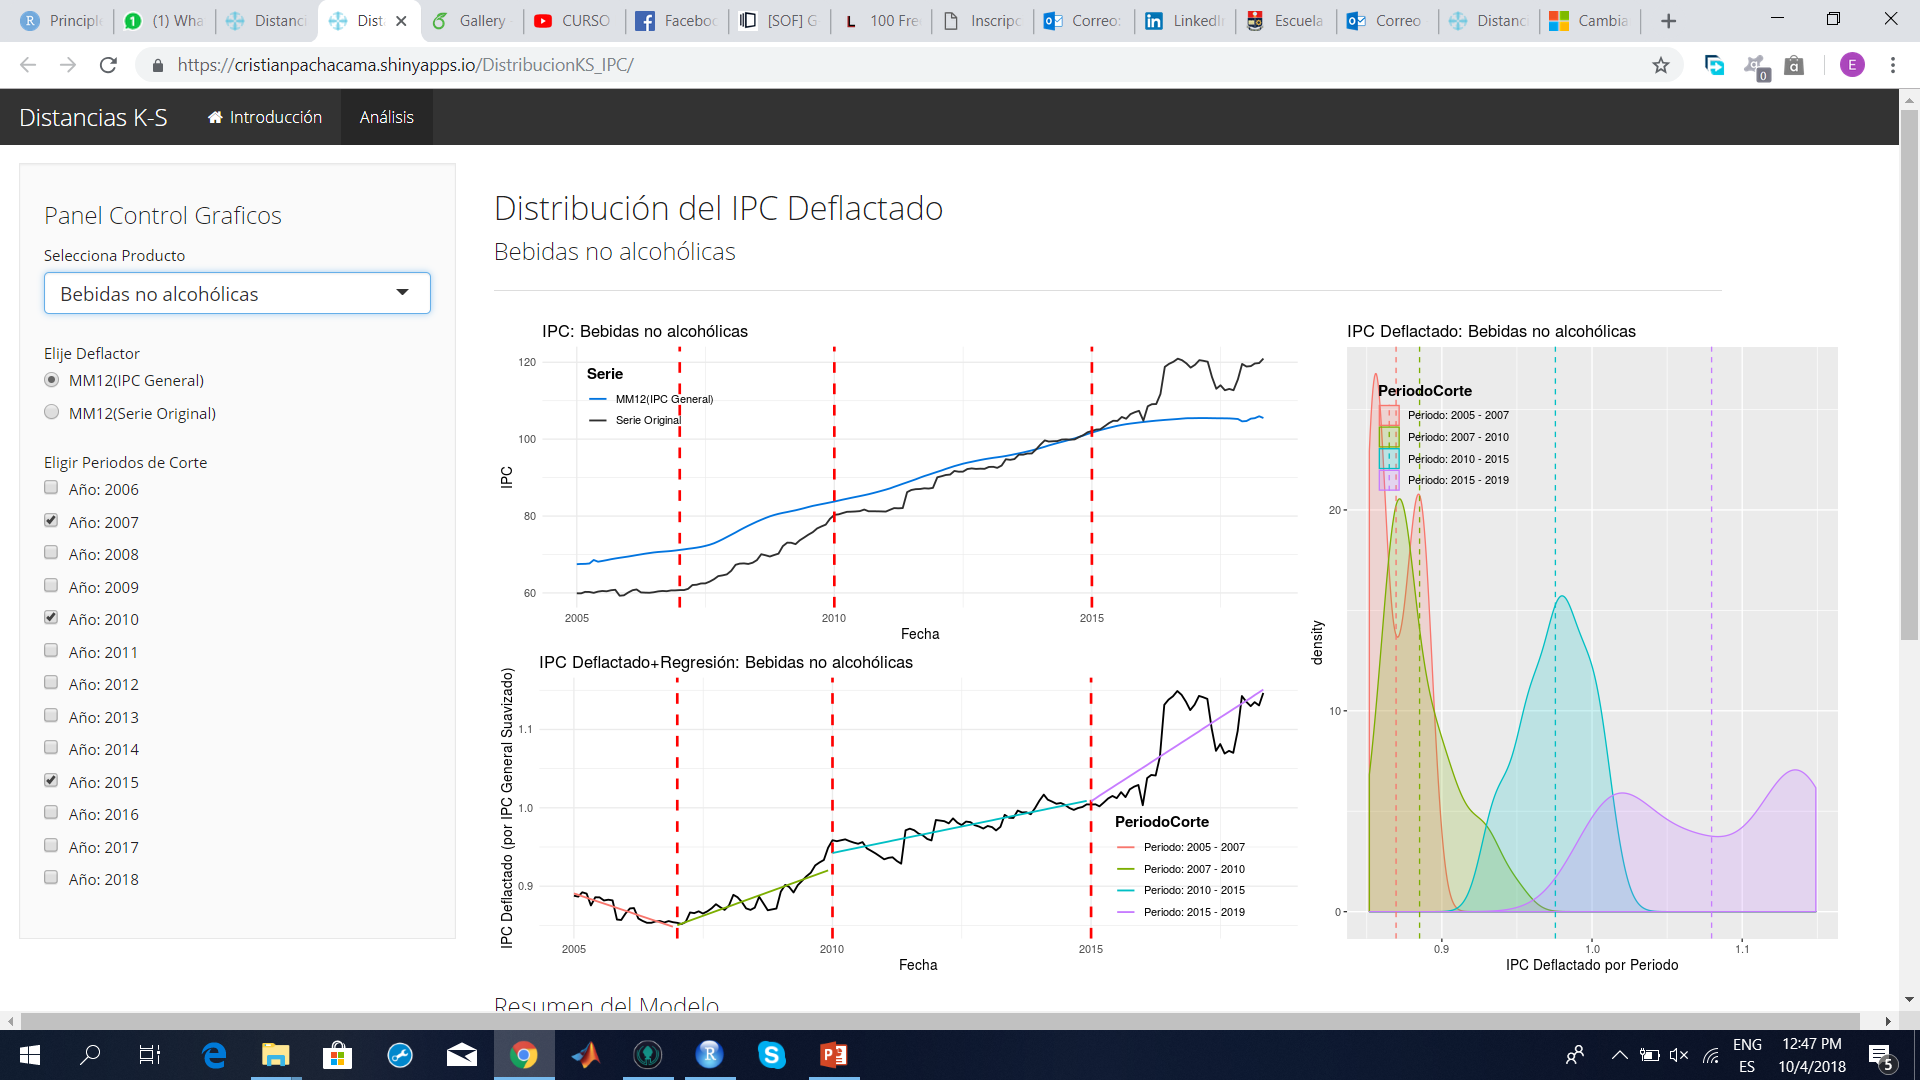 Principl
(1) Wha
Distanci
Dist
Gallery
CURSO
Faceboo
[SOF] G
L
100 Fre
Inscripc
Correo:
LinkedIn
Escuela
Correo
Distanc
Cambia
https://cristianpachacama.shinyapps.io/DistribucionKS_IPC/
0
E
Distancias K-S
Introducción
Análisis
Panel Control Graficos
Selecciona Producto
Bebidas no alcohólicas
Elije Deflactor
MM12(IPC General)
MM12(Serie Original)
Eligir Periodos de Corte
Año: 2006
Año: 2007
Año: 2008
Año: 2009
Año: 2010
Año: 2011
Año: 2012
Año: 2013
Año: 2014
Año: 2015
Año: 2016
Año: 2017
Año: 2018
Distribución del IPC Deflactado
Bebidas no alcohólicas
IPC: Bebidas no alcohólicas
Serie
MM12(IPC General)
Serie Original
IPC
120
100
80
60
2005
2010
2015
Fecha
IPC Deflactado+Regresión: Bebidas no alcohólicas
IPC Deflactado (por IPC General Suavizado)
1.1
1.0
0.9
PeriodoCorte
Periodo: 2005 - 2007
Periodo: 2007 - 2010
Periodo: 2010 - 2015
Periodo: 2015 - 2019
2005
2010
2015
Fecha
IPC Deflactado: Bebidas no alcohólicas
PeriodoCorte
Periodo: 2005 - 2007
Periodo: 2007 - 2010
Periodo: 2010 - 2015
Periodo: 2015 - 2019
density
20
10
0
0.9
1.0
1.1
IPC Deflactado por Periodo
Resumen del Modelo
ENG
ES
12:47 PM
10/4/2018
5